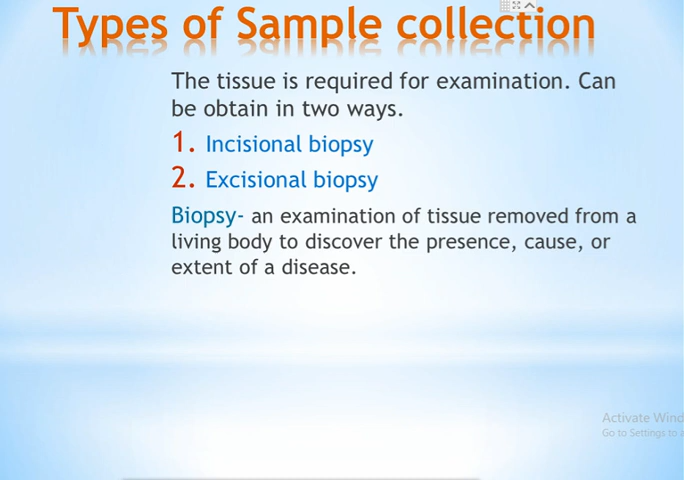 Types of Sample collection
The tissue is required for examination. Can
be obtain in two ways.
1. Incisional biopsy
2. Excisional biopsy
Biopsy- an examination of tissue removed from a
living body to discover the presence, cause, or
extent of a disease.
Activate Wind
Go to Settings to a